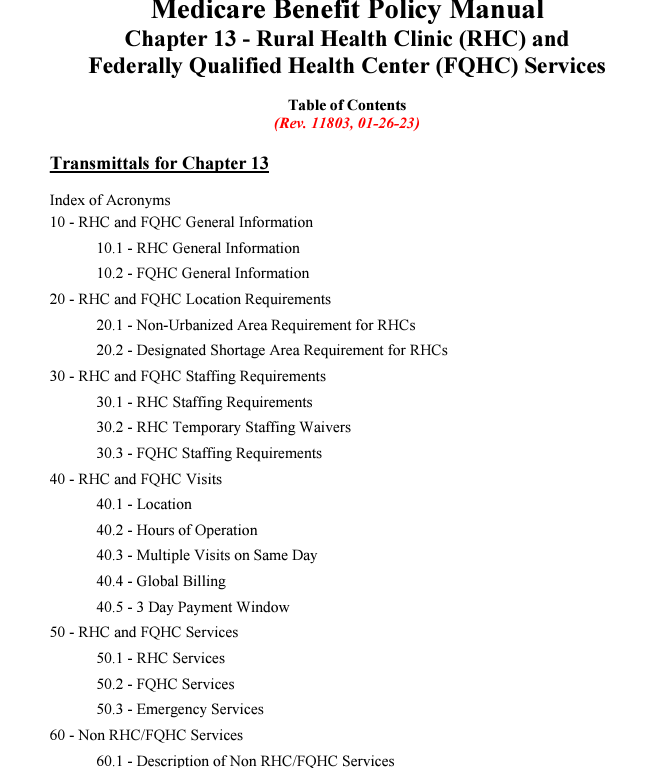 Medicare Benefit Policy Manual
Chapter 13 - Rural Health Clinic (RHC) and
Federally Qualified Health Center (FQHC) Services
Table of Contents
(Rev. 11803, 01-26-23)
Transmittals for Chapter 13
Index of Acronyms
10 - RHC and FQHC General Information
10.1 - RHC General Information
10.2 - FQHC General Information
20 - RHC and FQHC Location Requirements
20.1 - Non-Urbanized Area Requirement for RHCs
20.2 - Designated Shortage Area Requirement for RHCs
30 - RHC and FQHC Staffing Requirements
30.1 - RHC Staffing Requirements
30.2 - RHC Temporary Staffing Waivers
30.3 - FQHC Staffing Requirements
40 - RHC and FQHC Visits
40.1 - Location
40.2 - Hours of Operation
40.3 - Multiple Visits on Same Day
40.4 - Global Billing
40.5 - 3 Day Payment Window
50 - RHC and FQHC Services
50.1 - RHC Services
50.2 - FQHC Services
50.3 - Emergency Services
60 - Non RHC/FQHC Services
60.1 - Description of Non RHC/FQHC Services